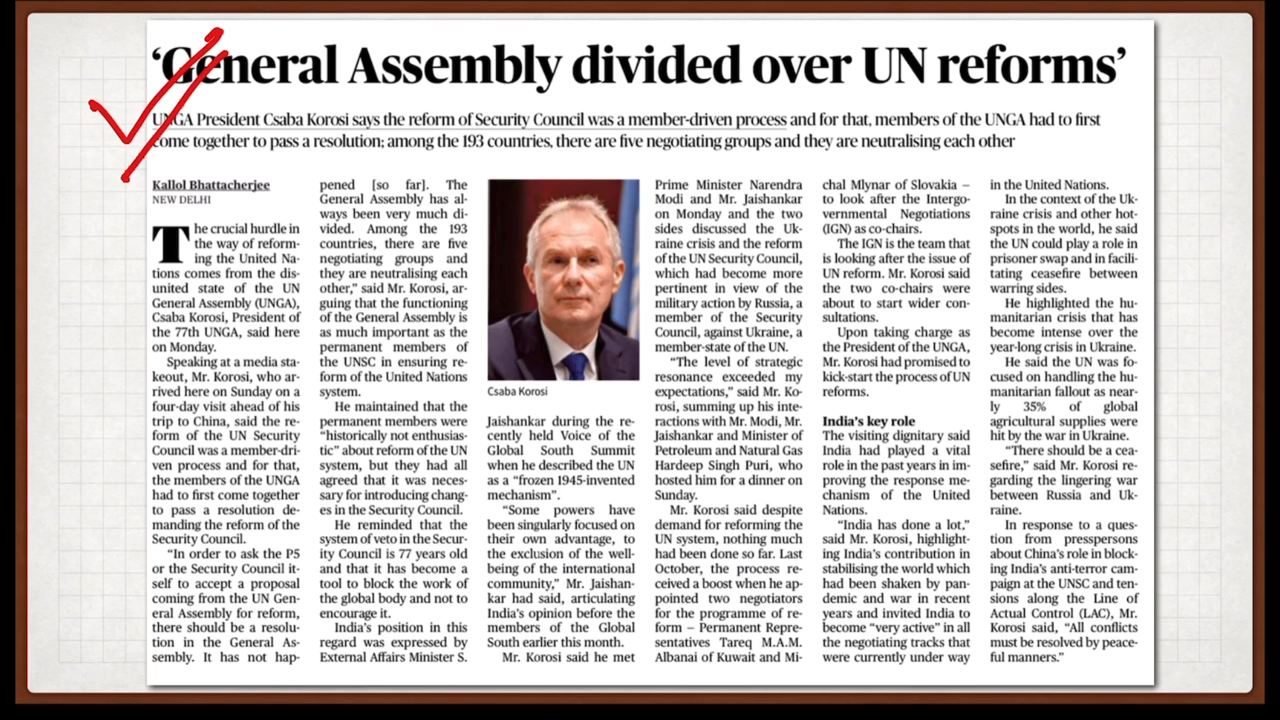 ‘General Assembly divided over UN reforms’
UNGA President Csaba Korosi says the reform of Security Council was a member-driven process and for that, members of the UNGA had to first
come together to pass a resolution; among the 193 countries, there are five negotiating groups and they are neutralising each other
Kallol Bhattacherjee
NEW DELHI
The crucial hurdle in
the way of reform-
ing the United Na-
tions comes from the dis-
united state of the UN
General Assembly (UNGA),
Csaba Korosi, President of
the 77th UNGA, said here
on Monday.
Speaking at a media sta-
keout, Mr. Korosi, who ar-
rived here on Sunday on a
four-day visit ahead of his
trip to China, said the re-
form of the UN Security
Council was a member-dri-
ven process and for that,
the members of the UNGA
had to first come together
to pass a resolution de-
manding the reform of the
Security Council.
“In order to ask the P5
or the Security Council it-
self to accept a proposal
coming from the UN Gen-
eral Assembly for reform,
there should be a resolu-
tion in the General As-
sembly. It has not hap-
pened [so far]. The
General Assembly has al-
ways been very much di-
vided. Among the 193
countries, there are five
negotiating groups and
they are neutralising each
other,” said Mr. Korosi, ar-
guing that the functioning
of the General Assembly is
as much important as the
permanent members of
the UNSC in ensuring re-
form of the United Nations
system.
He maintained that the
permanent members were
“historically not enthusias-
tic” about reform of the UN
system, but they had all
agreed that it was neces-
sary for introducing chang-
es in the Security Council.
He reminded that the
system of veto in the Secur-
ity Council is 77 years old
and that it has become a
tool to block the work of
the global body and not to
encourage it.
India’s position in this
regard was expressed by
External Affairs Minister S.
Csaba Korosi
Jaishankar during the re-
cently held Voice of the
Global South Summit
when he described the UN
as a “frozen 1945-invented
mechanism”.
“Some powers have
been singularly focused on
their own advantage, to
the exclusion of the well-
being of the international
community,” Mr. Jaishan-
kar had said, articulating
India’s opinion before the
members of the Global
South earlier this month.
Mr. Korosi said he met
Prime Minister Narendra
Modi and Mr. Jaishankar
on Monday and the two
sides discussed the Uk-
raine crisis and the reform
of the UN Security Council,
which had become more
pertinent in view of the
military action by Russia, a
member of the Security
Council, against Ukraine, a
member-state of the UN.
“The level of strategic
resonance exceeded my
expectations,” said Mr. Ko-
rosi, summing up his inte-
ractions with Mr. Modi, Mr.
Jaishankar and Minister of
Petroleum and Natural Gas
Hardeep Singh Puri, who
hosted him for a dinner on
Sunday.
Mr. Korosi said despite
demand for reforming the
UN system, nothing much
had been done so far. Last
October, the process re-
ceived a boost when he ap-
pointed two negotiators
for the programme of re-
form – Permanent Repre-
sentatives Tareq M.A.M.
Albanai of Kuwait and Mi-
chal Mlynar of Slovakia –
to look after the Intergo-
vernmental Negotiations
(IGN) as co-chairs.
The IGN is the team that
is looking after the issue of
UN reform. Mr. Korosi said
the two co-chairs were
about to start wider con-
sultations.
Upon taking charge as
the President of the UNGA,
Mr. Korosi had promised to
kick-start the process of UN
reforms.
India’s key role
The visiting dignitary said
India had played a vital
role in the past years in im-
proving the response me-
chanism of the United
Nations.
“India has done a lot,”
said Mr. Korosi, highlight-
ing India’s contribution in
stabilising the world which
had been shaken by pan-
demic and war in recent
years and invited India to
become “very active” in all
the negotiating tracks that
were currently under way
in the United Nations.
In the context of the Uk-
raine crisis and other hot-
spots in the world, he said
the UN could play a role in
prisoner swap and in facili-
tating ceasefire between
warring sides.
He highlighted the hu-
manitarian crisis that has
become intense over the
year-long crisis in Ukraine.
He said the UN was fo-
cused on handling the hu-
manitarian fallout as near-
ly 35% of global
agricultural supplies were
hit by the war in Ukraine.
“There should be a cea-
sefire,” said Mr. Korosi re-
garding the lingering war
between Russia and Uk-
raine.
In response to a ques-
tion from presspersons
about China’s role in block-
ing India’s anti-terror cam-
paign at the UNSC and ten-
sions along the Line of
Actual Control (LAC), Mr.
Korosi said, “All conflicts
must be resolved by peace-
ful manners.”